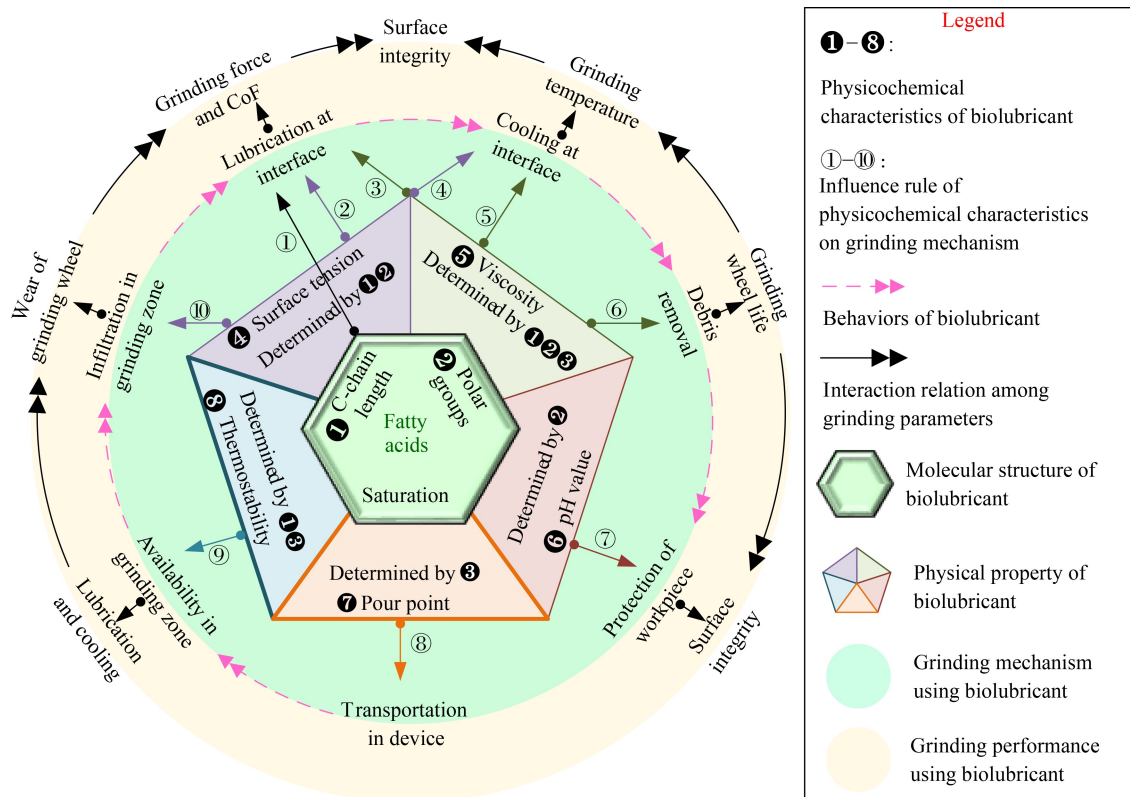 Surface
integrity
Grinding force
and CoF
Grinding
temperature
Lubrication at
interface
Cooling at
interface
③
④
②
⑤
①
Wear of
grinding wheel
Infiltration in
grinding zone
⑩
❹ Surface tension
Determined by ❶❷
❺ Viscosity
Determined by ❶❷❸
⑥
Debris
removal
Grinding
wheel life
❶ C-chain
length
❷ Polar
groups
Fatty
acids
Saturation
Determined by ❶❸
❽ Thermostability
Determined by ❷
❻ pH value
⑨
⑦
Determined by ❸
❼ Pour point
⑧
Availability in
grinding zone
Lubrication
and cooling
Protection of
workpiece
Surface
integrity
Transportation
in device
Legend
❶−❽:
Physicochemical
characteristics of biolubricant
①−⑩:
Influence rule of
physicochemical characteristics
on grinding mechanism
Behaviors of biolubricant
Interaction relation among
grinding parameters
Molecular structure of
biolubricant
Physical property of
biolubricant
Grinding mechanism
using biolubricant
Grinding performance
using biolubricant